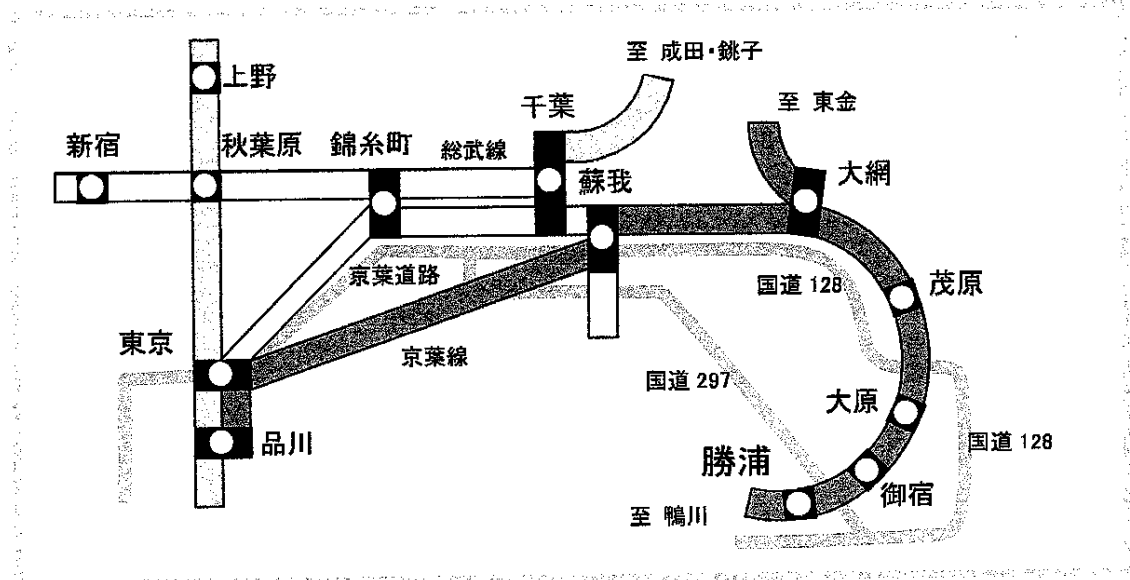 至 成田・銚子
上野
千葉
至 東金
新宿
秋葉原
錦糸町
総武線
蘇我
大網
京葉道路
国道 128
茂原
東京
京葉線
国道 297
大原
品川
勝浦
国道 128
御宿
至 鴨川